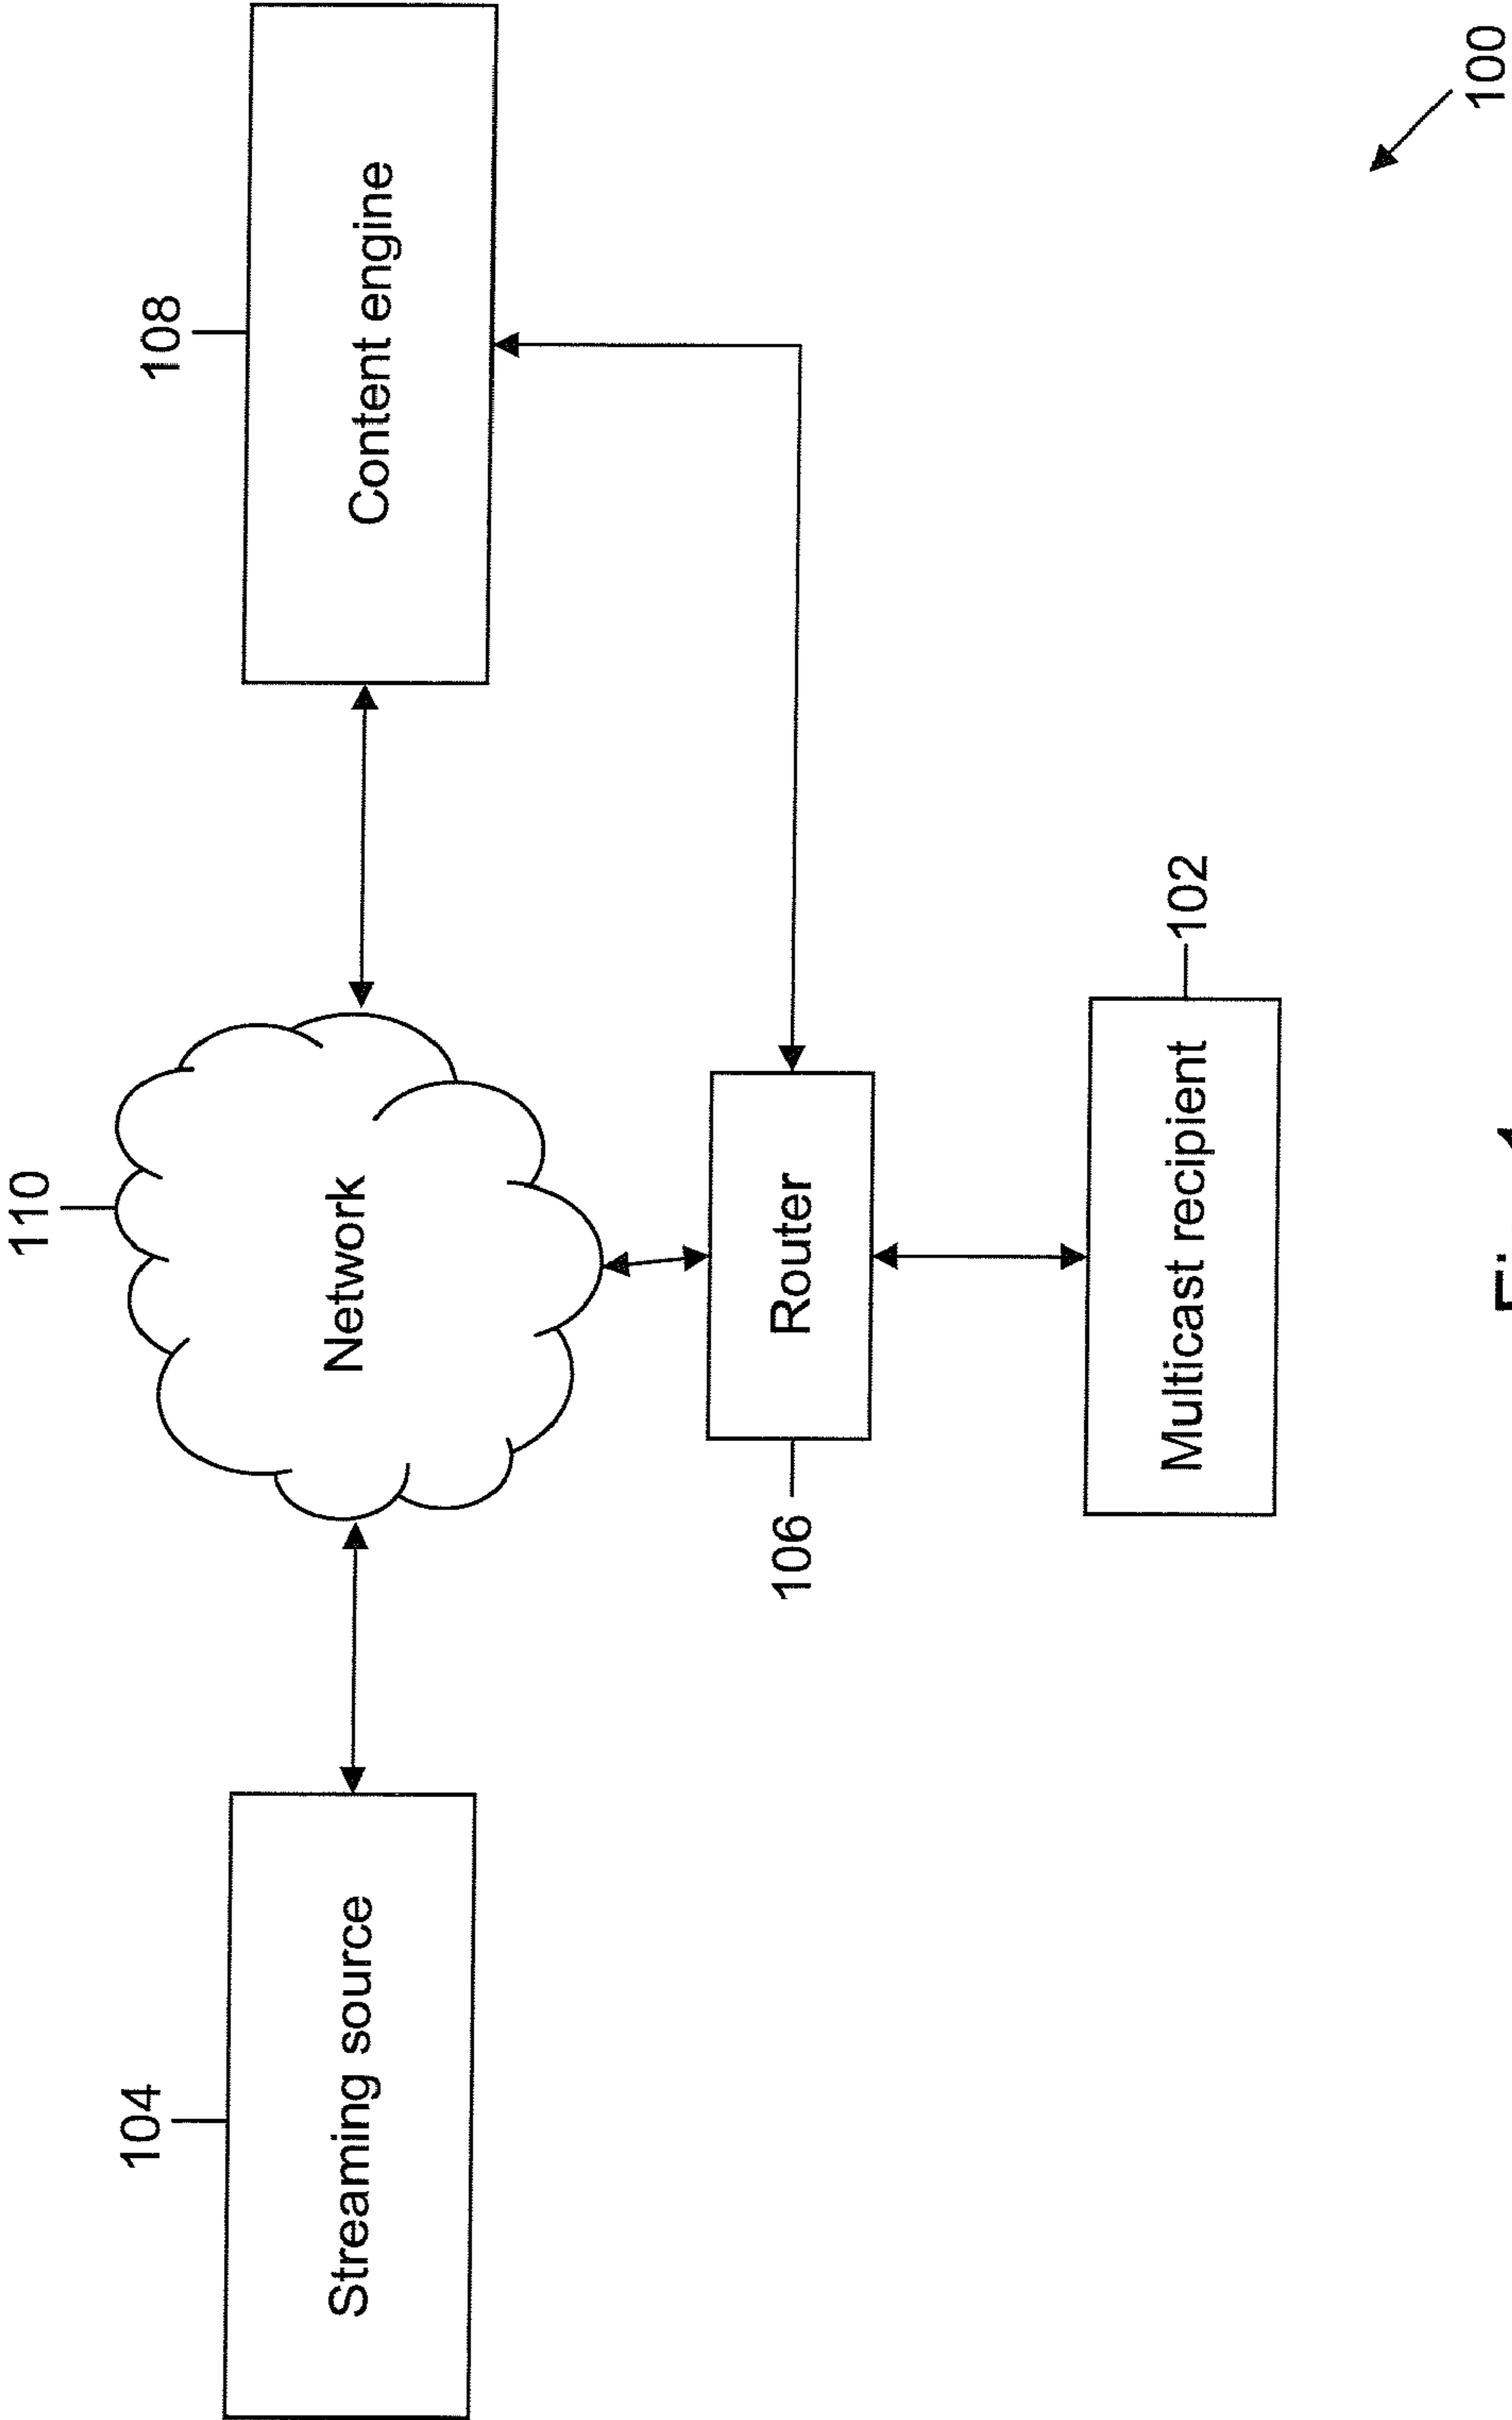 110
108
104
Network
Content engine
Streaming source
Router
106
Multicast recipient
102
100